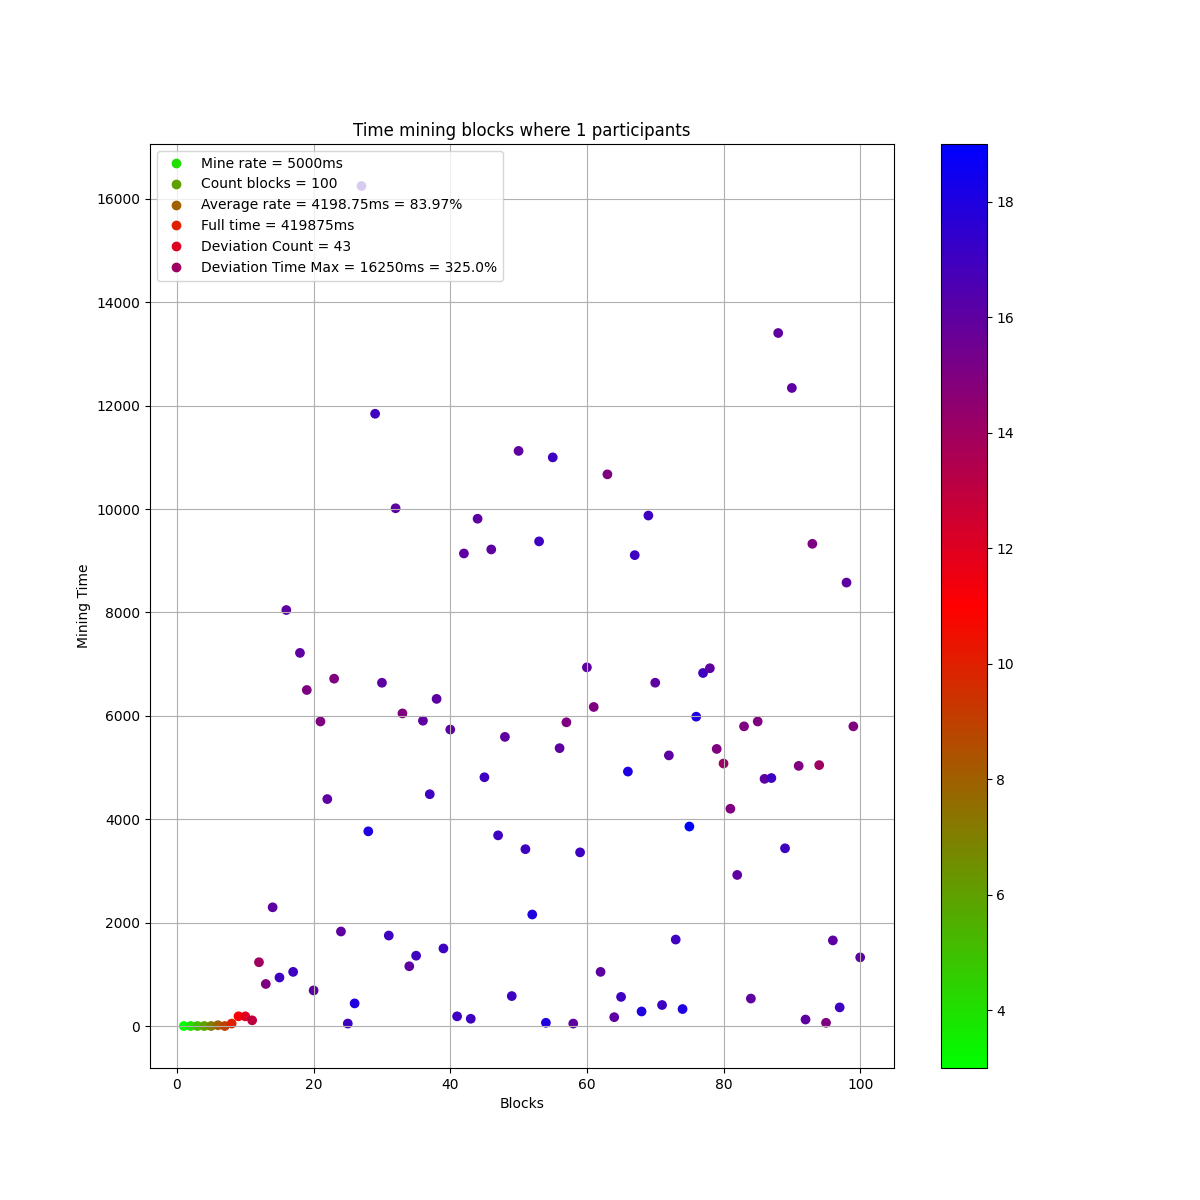 Time mining blocks where 1 participants
Mine rate = 5000ms
Count blocks = 100
Average rate = 4198.75ms = 83.97%
Full time = 419875ms
Deviation Count = 43
Deviation Time Max = 16250ms = 325.0%
16000
14000
12000
10000
8000
6000
4000
2000
0
Mining Time
0 20 40 60 80 100
Blocks
18
16
14
12
10
8
6
4